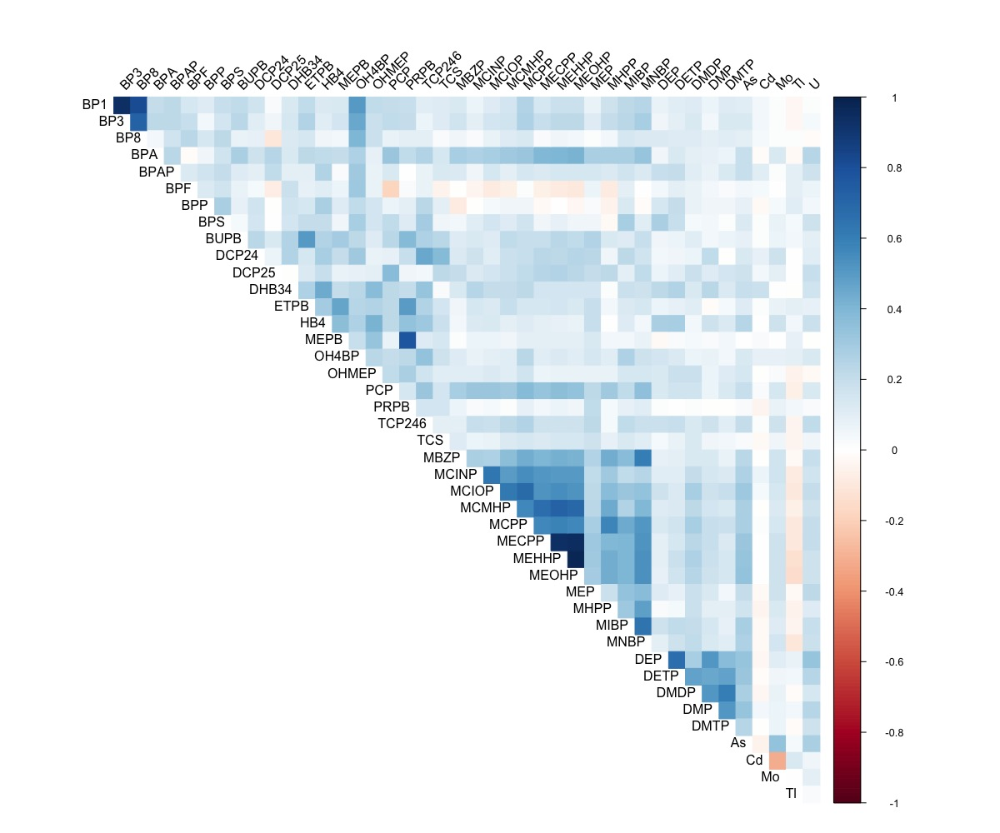 BP3 BP8 BPA BPAP BPF BPP BPS BUPB DCP24 DCP25 DHB34 ETPB HB4 MEPB OH4BP OHMEP PCP PRPB TCP246 TCS MBZP MCINP MCIOP MCMHP MCPP MECPP MEHHP MEOHP MEP MHPP MIBP MNBP DEP DETP DMDP DMP DMTP As Cd Mo Tl U
BP1
BP3
BP8
BPA
BPAP
BPF
BPP
BPS
BUPB
DCP24
DCP25
DHB34
ETPB
HB4
MEPB
OH4BP
OHMEP
PCP
PRPB
TCP246
TCS
MBZP
MCINP
MCIOP
MCMHP
MCPP
MECPP
MEHHP
MEOHP
MEP
MHPP
MIBP
MNBP
DEP
DETP
DMDP
DMP
DMTP
As
Cd
Mo
Tl
1
0.8
0.6
0.4
0.2
0
-0.2
-0.4
-0.6
-0.8
-1